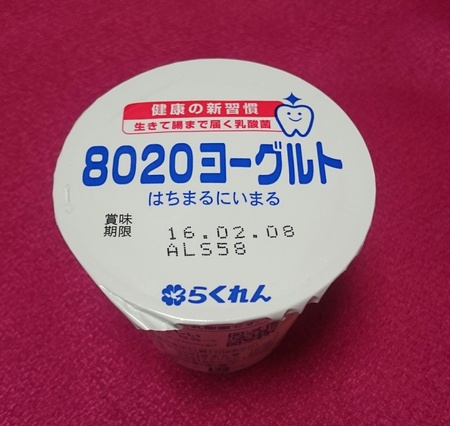 健康の新習慣
生きて腸まで届く乳酸菌
8020ヨーグルト
はちまるにいまる
賞味
期限
16.02.08
ALS58
らくれん